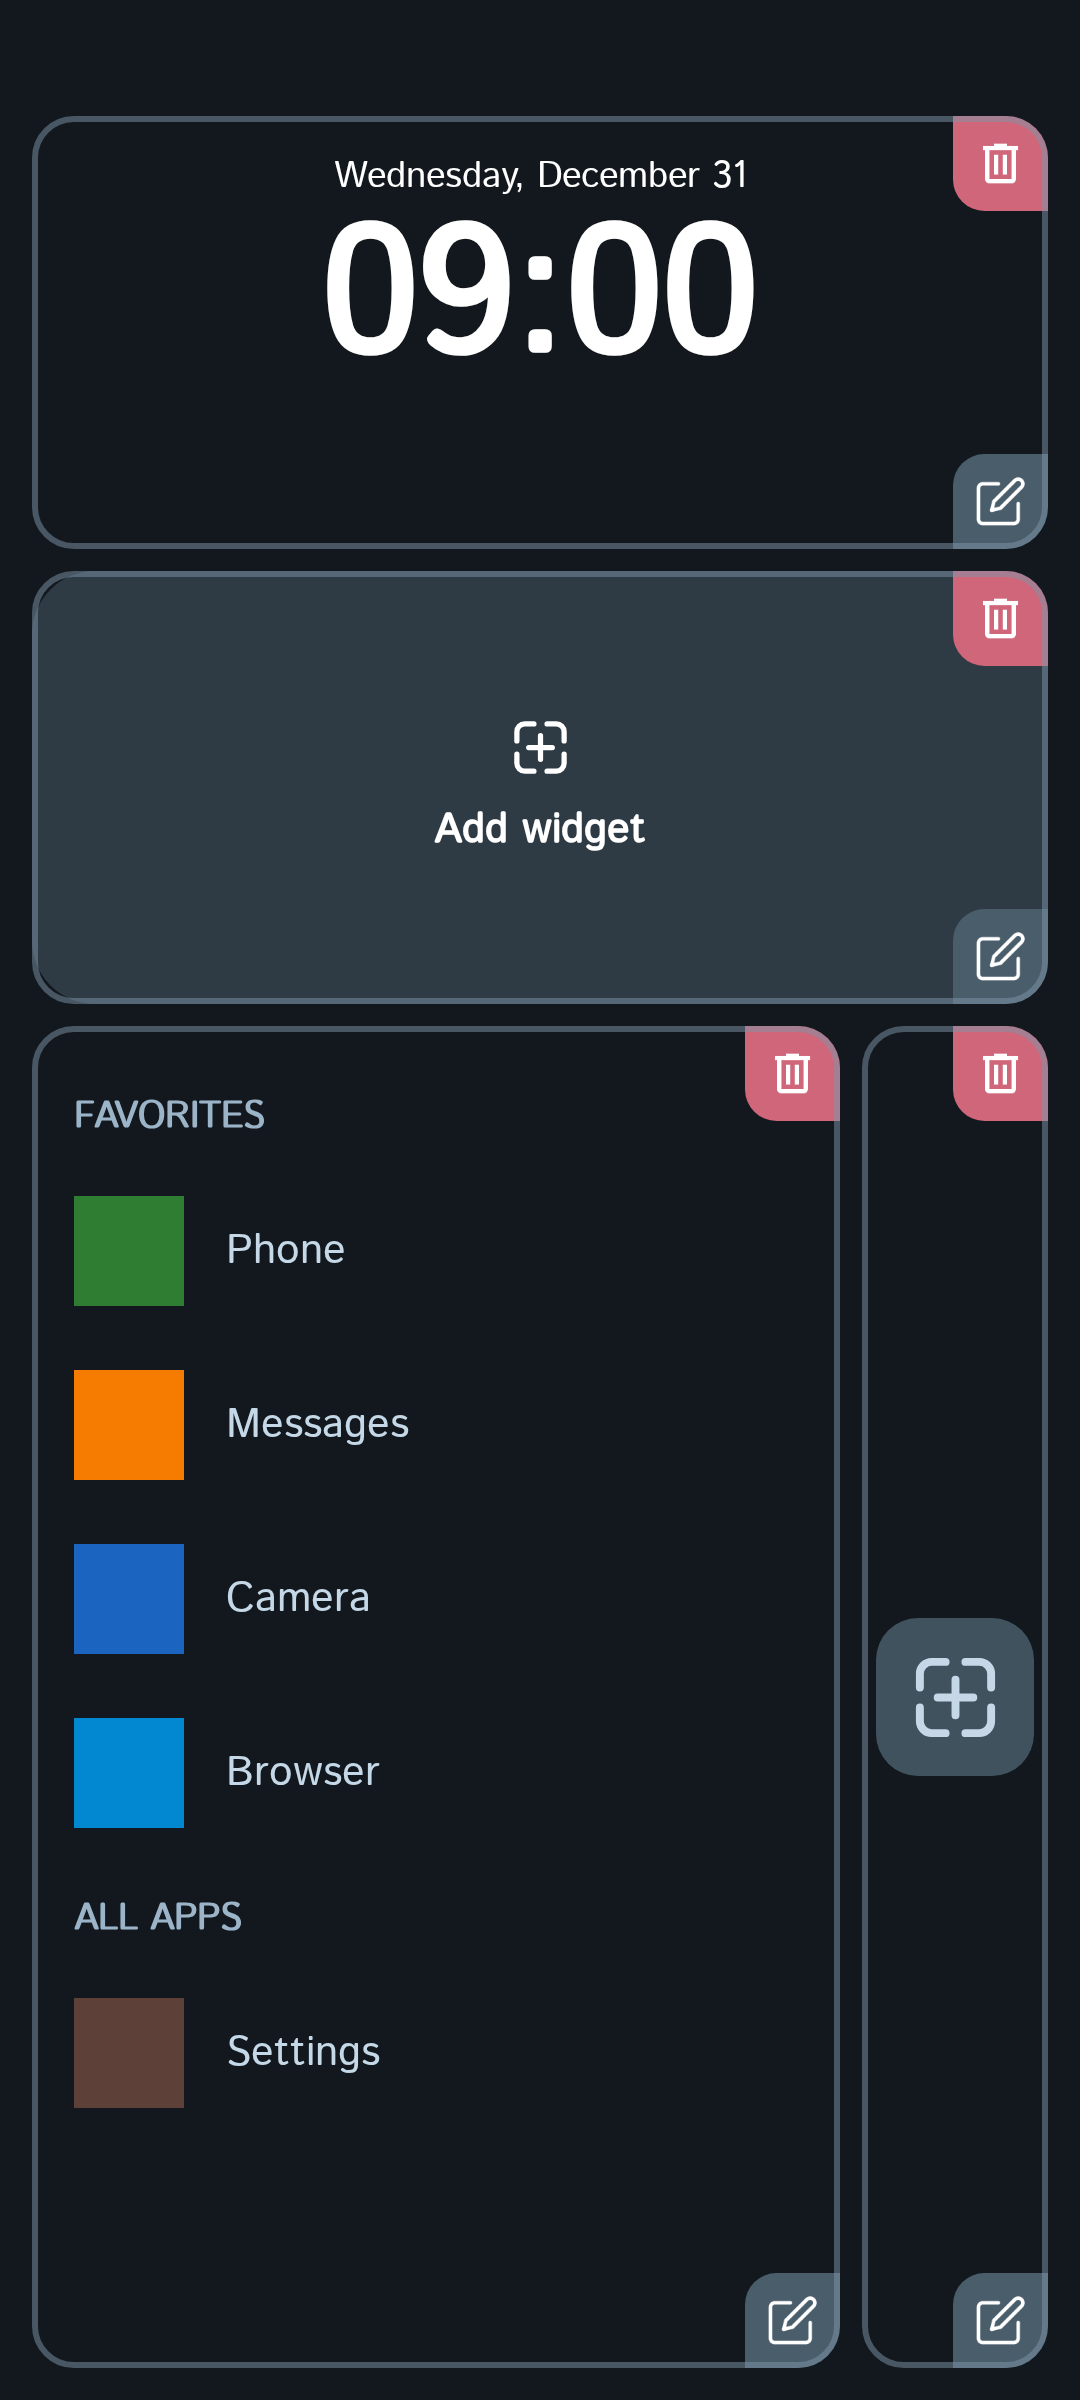 Wednesday, December 31
09:00
Add widget
FAVORITES
Phone
Messages
Camera
Browser
ALL APPS
Settings